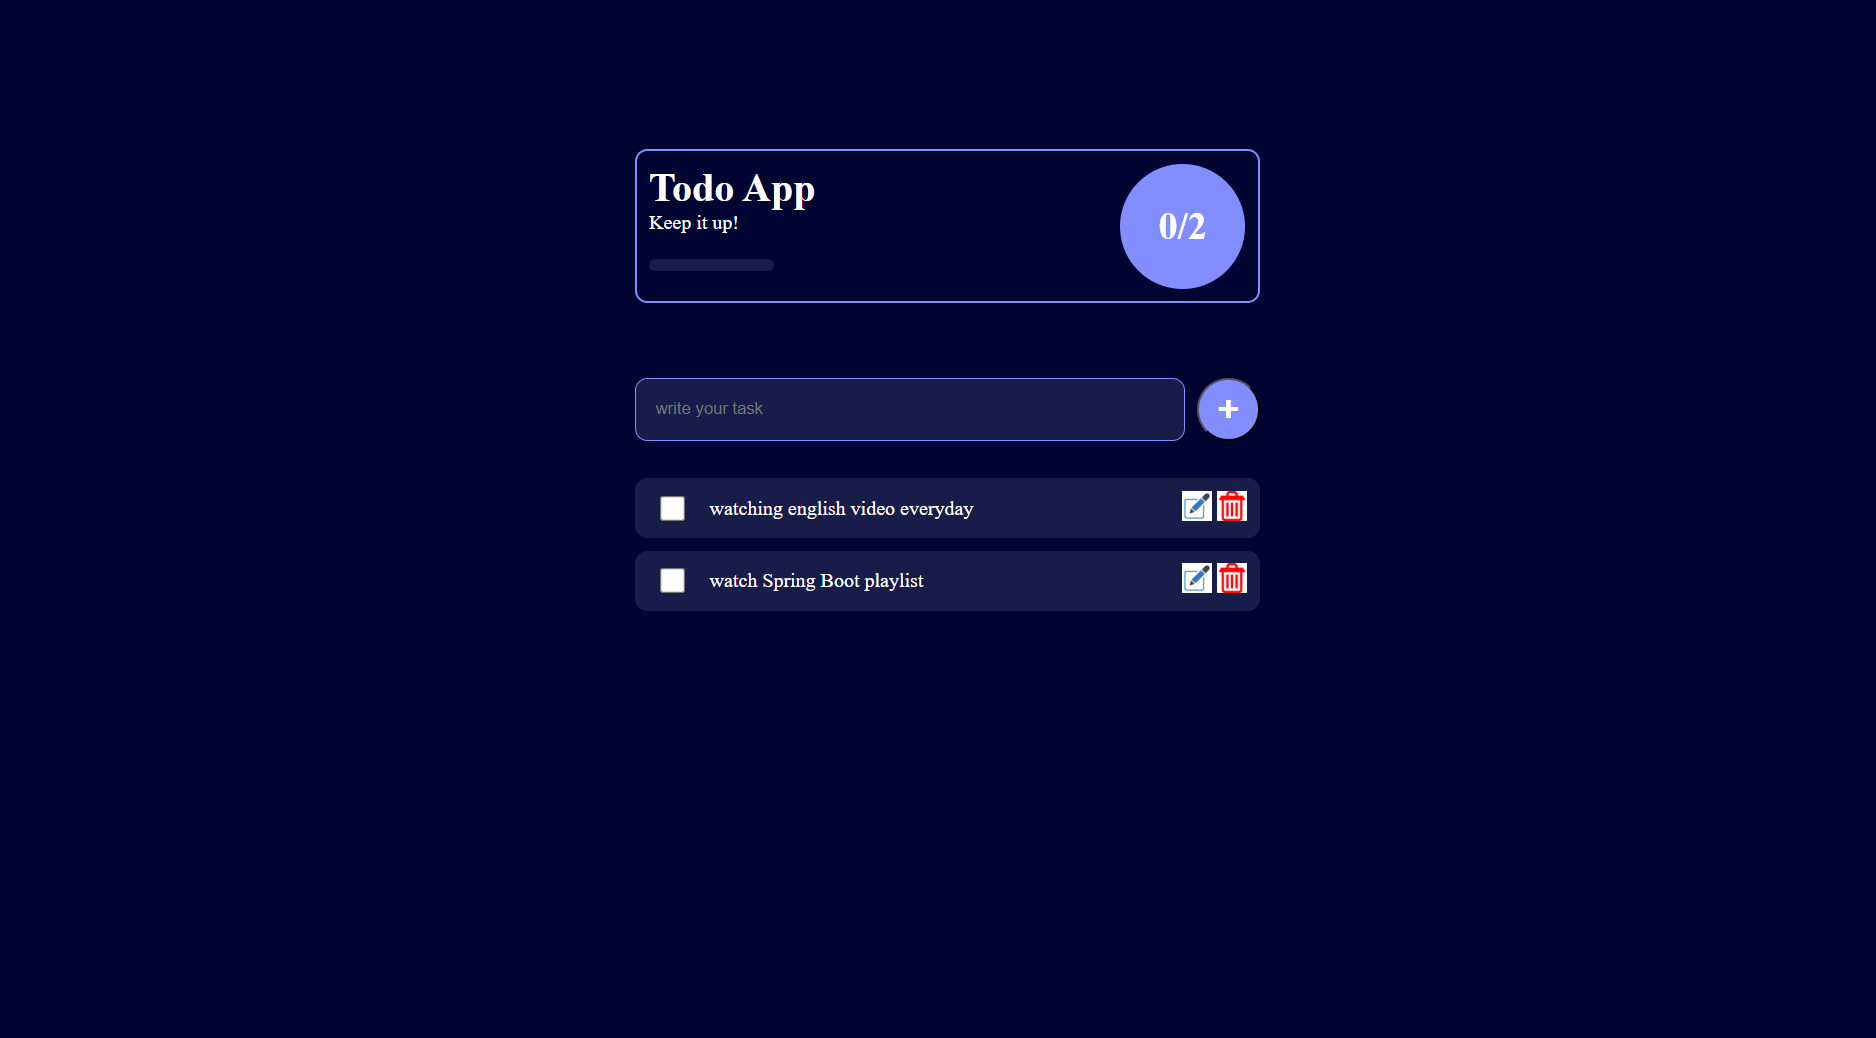 Todo App
Keep it up!
0/2
write your task
+
watching english video everyday
watch Spring Boot playlist